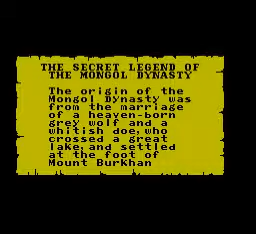 THE SECRET LEGEND OF
THE MONGOL DYNASTY
The origin of the
Mongol Dynasty was
from the marriage
of a heaven-born
grey wolf and a
whitish doe, who
crossed a great
lake, and settled
at the foot of
Mount Burkhan